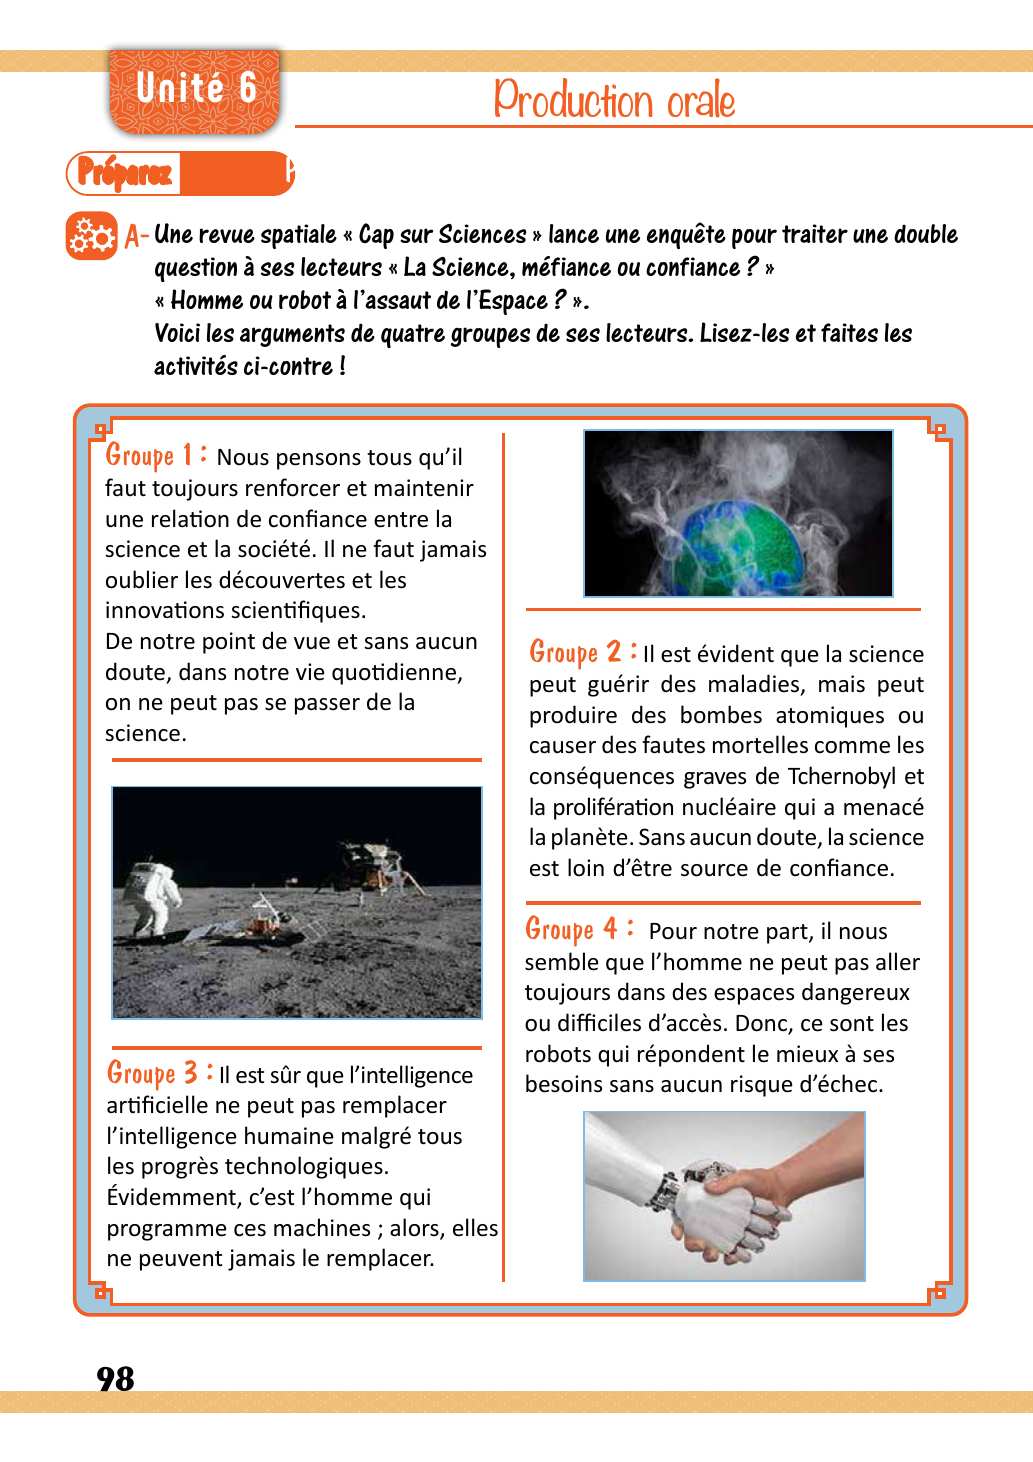 Unité 6
Production orale
Préparez
A- Une revue spatiale « Cap sur Sciences » lance une enquête pour traiter une double
question à ses lecteurs « La Science, méfiance ou confiance ? »
« Homme ou robot à l’assaut de l’Espace ? ».
Voici les arguments de quatre groupes de ses lecteurs. Lisez-les et faites les
activités ci-contre !
Groupe 1 : Nous pensons tous qu’il
faut toujours renforcer et maintenir
une relation de confiance entre la
science et la société. Il ne faut jamais
oublier les découvertes et les
innovations scientifiques.
De notre point de vue et sans aucun
doute, dans notre vie quotidienne,
on ne peut pas se passer de la
science.
Groupe 2 : Il est évident que la science
peut guérir des maladies, mais peut
produire des bombes atomiques ou
causer des fautes mortelles comme les
conséquences graves de Tchernobyl et
la prolifération nucléaire qui a menacé
la planète. Sans aucun doute, la science
est loin d’être source de confiance.
Groupe 3 : Il est sûr que l’intelligence
artificielle ne peut pas remplacer
l’intelligence humaine malgré tous
les progrès technologiques.
Évidemment, c’est l’homme qui
programme ces machines ; alors, elles
ne peuvent jamais le remplacer.
Groupe 4 : Pour notre part, il nous
semble que l’homme ne peut pas aller
toujours dans des espaces dangereux
ou difficiles d’accès. Donc, ce sont les
robots qui répondent le mieux à ses
besoins sans aucun risque d’échec.
98